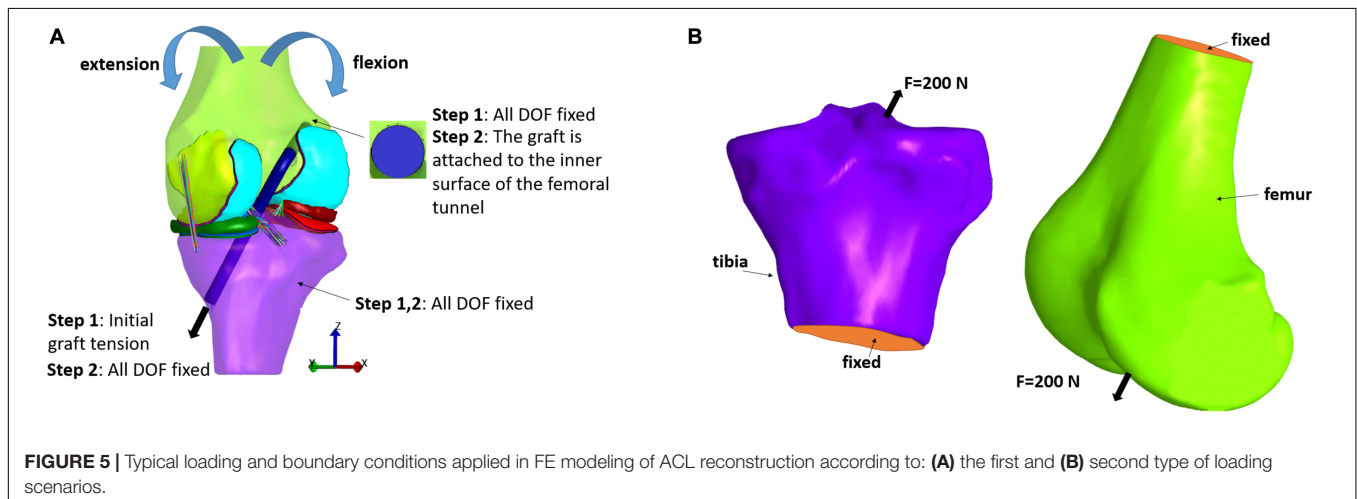 A
extension
flexion
Step 1: All DOF fixed
Step 2: The graft is
attached to the inner
surface of the femoral
tunnel
Step 1,2: All DOF fixed
Step 1: Initial
graft tension
Step 2: All DOF fixed
Z
Y
X
B
fixed
F=200 N
femur
tibia
fixed
F=200 N
FIGURE 5 | Typical loading and boundary conditions applied in FE modeling of ACL reconstruction according to: (A) the first and (B) second type of loading
scenarios.